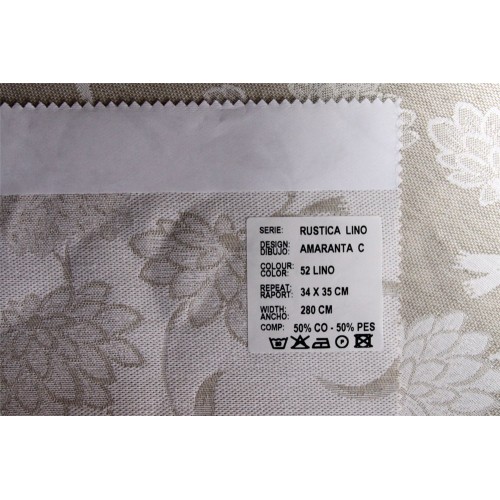 SERIE: RUSTICA LINO
DESIGN:
DIBUJO: AMARANTA C
COLOUR
COLOR: 52 LINO
REPEAT
RAPORT: 34 X 35 CM
WIDTH:
ANCHO: 280 CM
COMP: 50% CO - 50% PES